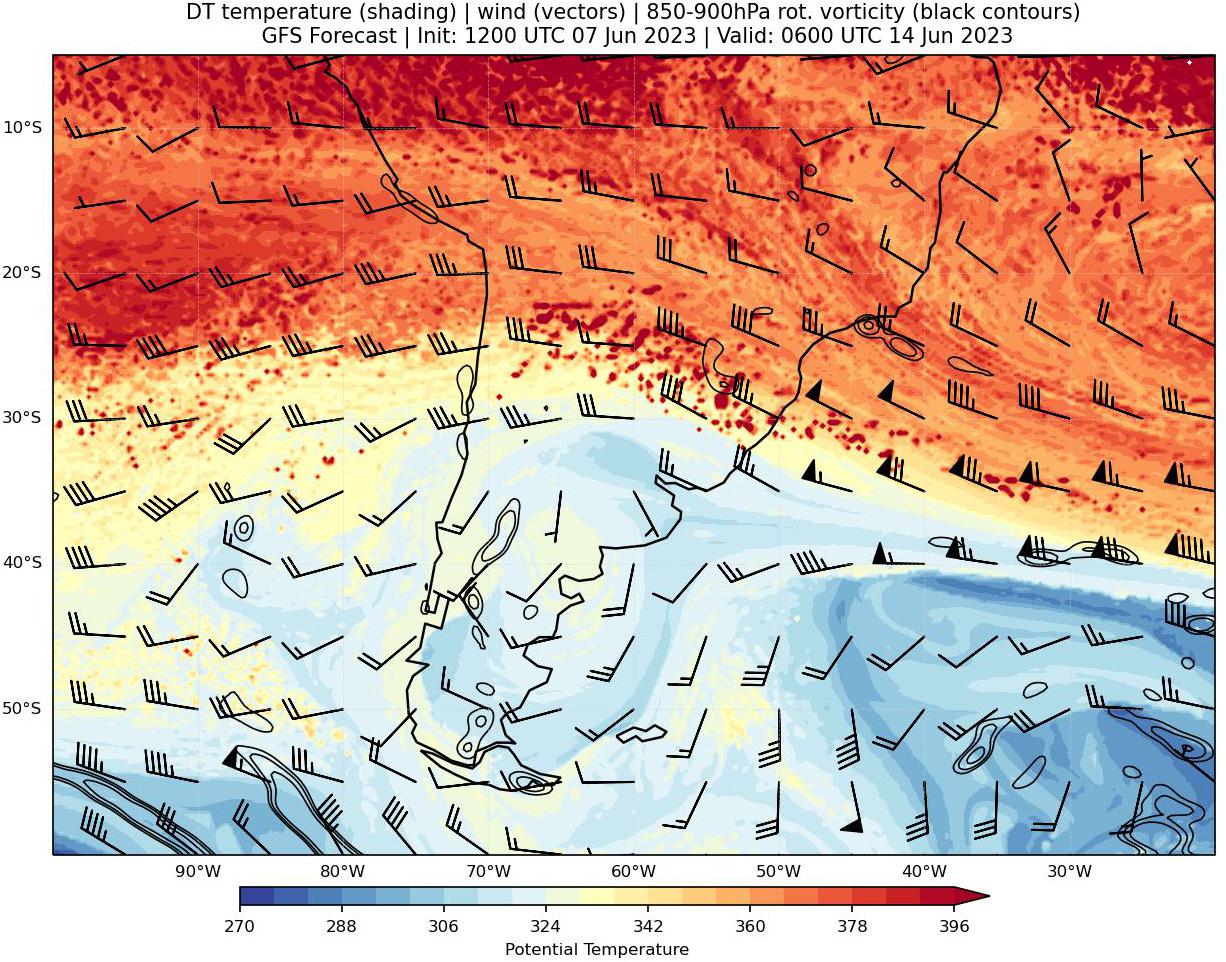 DT temperature (shading) | wind (vectors) | 850-900hPa rot. vorticity (black contours)
GFS Forecast | Init: 1200 UTC 07 Jun 2023 | Valid: 0600 UTC 14 Jun 2023
10°S
20°S
30°S
40°S
50°S
90°W 80°W 70°W 60°W 50°W 40°W 30°W
270 288 306 324 342 360 378 396
Potential Temperature